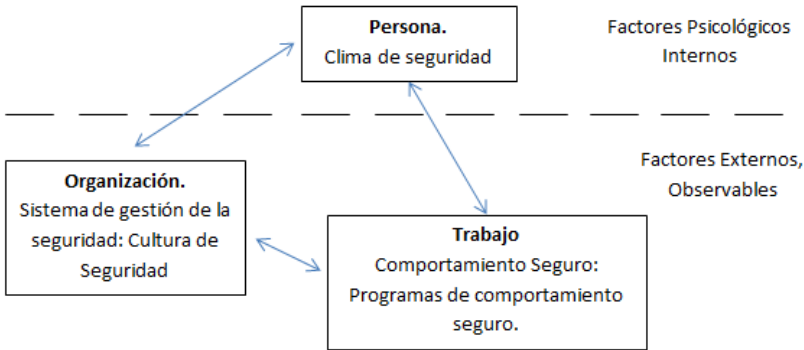 Persona.
Clima de seguridad
Factores Psicológicos
Internos
Factores Externos,
Observables
Organización.
Sistema de gestión de la
seguridad: Cultura de
Seguridad
Trabajo
Comportamiento Seguro:
Programas de comportamiento
seguro.